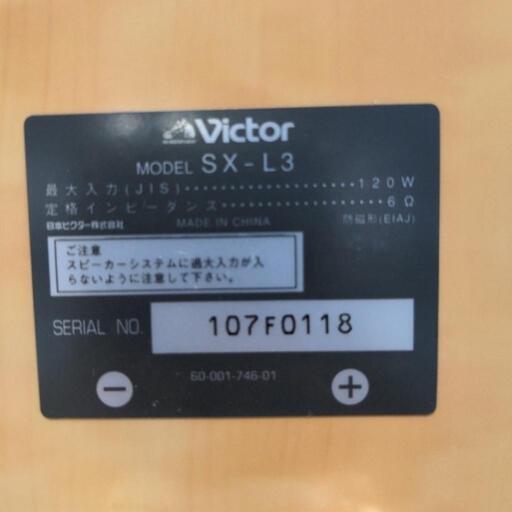 Victor
MODEL SX-L3
最大入力(JIS)・・・・・・・・・・・・・・・・・・・120W
定格インピーダンス・・・・・・・・・・・・・・・・・・・6Ω
日本ビクター株式会社 MADE IN CHINA 防磁形(EIAJ)
ご注意
スピーカーシステムに過大入力が入
らないように注意して下さい。
SERIAL NO. 107F0118
60-001-746-01
− +